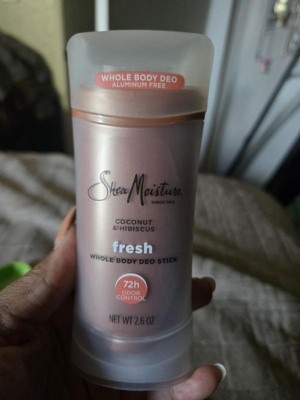 WHOLE BODY DEO
ALUMINUM FREE
SheaMoisture
COCONUT
& HIBISCUS
fresh
WHOLE BODY DEO STICK
72h
ODOR
CONTROL
NET WT 2.6 OZ